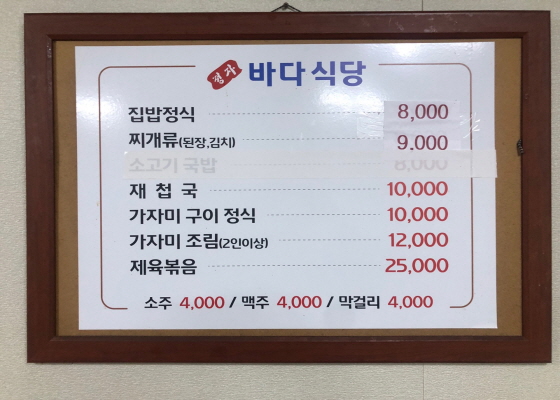 정자 바다식당
집밥정식 8,000
찌개류(된장,김치) 9,000
소고기 국밥 8,000
재 첩 국 10,000
가자미 구이 정식 10,000
가자미 조림(2인이상) 12,000
제육볶음 25,000
소주 4,000 / 맥주 4,000 / 막걸리 4,000